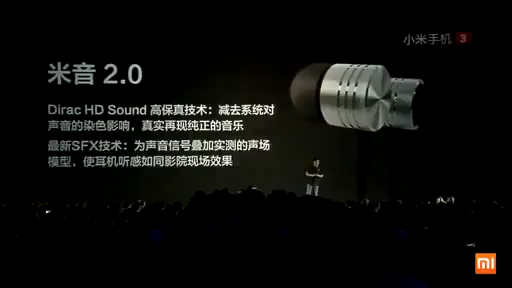 小米手机 3
米音 2.0
Dirac HD Sound 高保真技术：减去系统对
声音的染色影响，真实再现纯正的音乐
最新SFX技术：为声音信号叠加实测的声场
模型，使耳机听感如同影院现场效果
mi